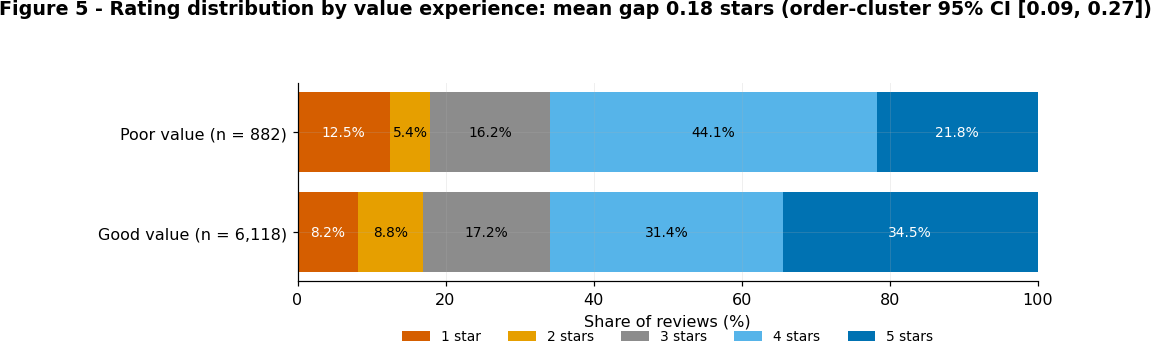 Figure 5 - Rating distribution by value experience: mean gap 0.18 stars (order-cluster 95% CI [0.09, 0.27])
Poor value (n = 882)
12.5% 5.4% 16.2% 44.1% 21.8%
Good value (n = 6,118)
8.2% 8.8% 17.2% 31.4% 34.5%
0 20 40 60 80 100
Share of reviews (%)
1 star 2 stars 3 stars 4 stars 5 stars